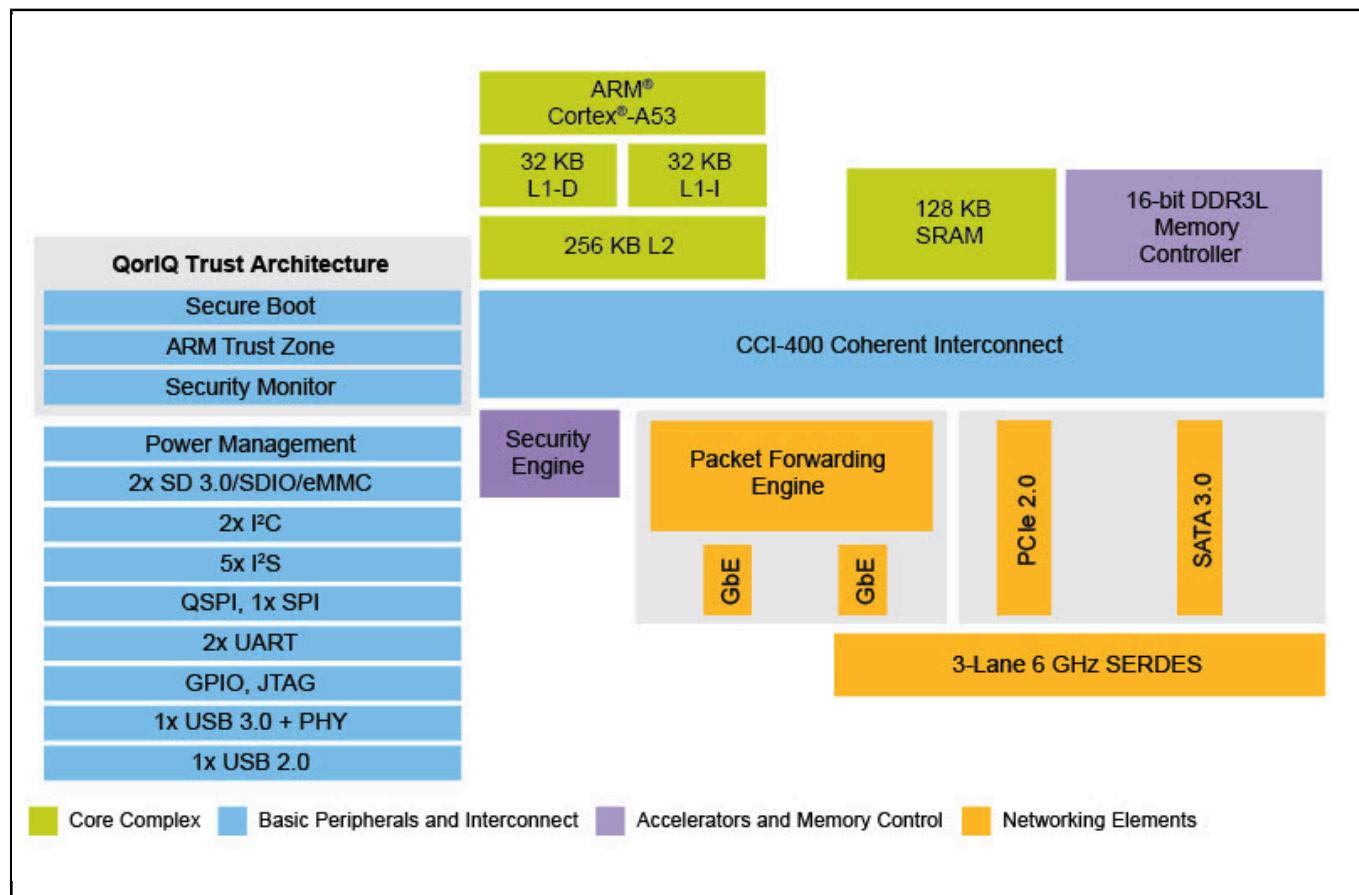 ARM®
Cortex®-A53
32 KB
L1-D
32 KB
L1-I
256 KB L2
128 KB
SRAM
16-bit DDR3L
Memory
Controller
QorIQ Trust Architecture
Secure Boot
ARM Trust Zone
Security Monitor
CCI-400 Coherent Interconnect
Power Management
2x SD 3.0/SDIO/eMMC
2x I²C
5x I²S
QSPI, 1x SPI
2x UART
GPIO, JTAG
1x USB 3.0 + PHY
1x USB 2.0
Security
Engine
Packet Forwarding
Engine
GbE
GbE
PCIe 2.0
SATA 3.0
3-Lane 6 GHz SERDES
Core Complex
Basic Peripherals and Interconnect
Accelerators and Memory Control
Networking Elements